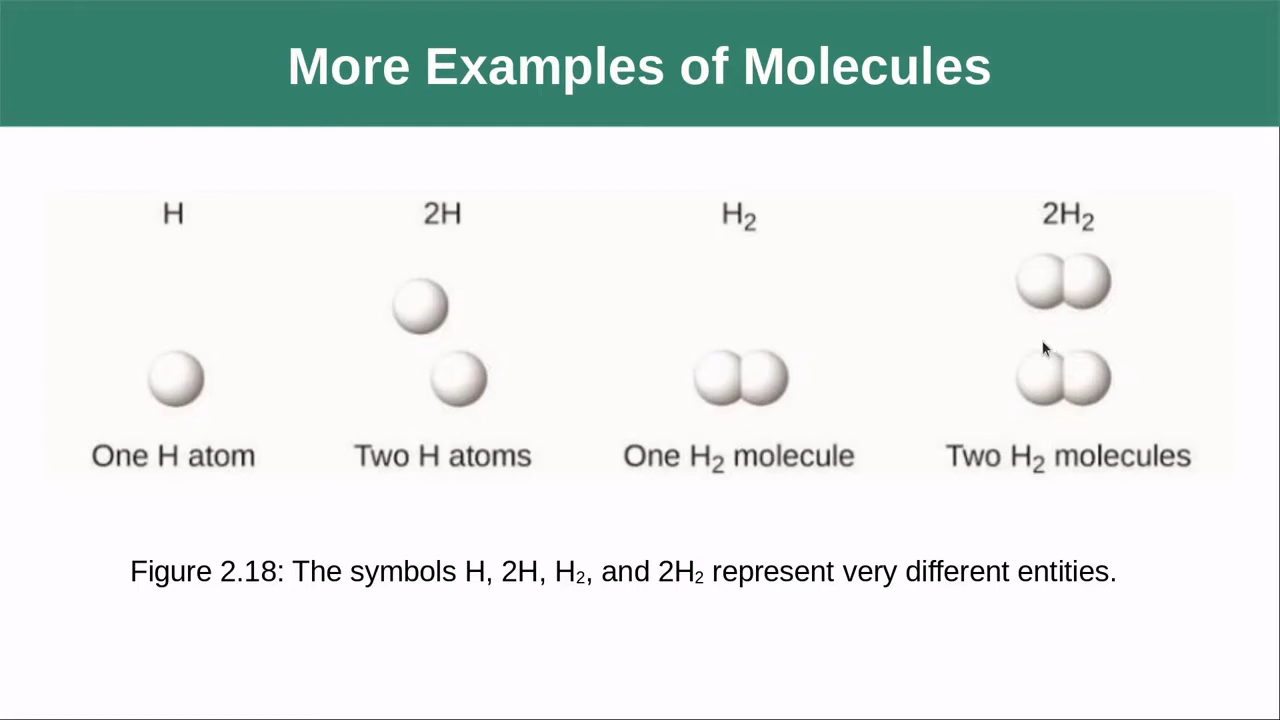 More Examples of Molecules
H 2H H₂ 2H₂
One H atom Two H atoms One H₂ molecule Two H₂ molecules
Figure 2.18: The symbols H, 2H, H₂, and 2H₂ represent very different entities.